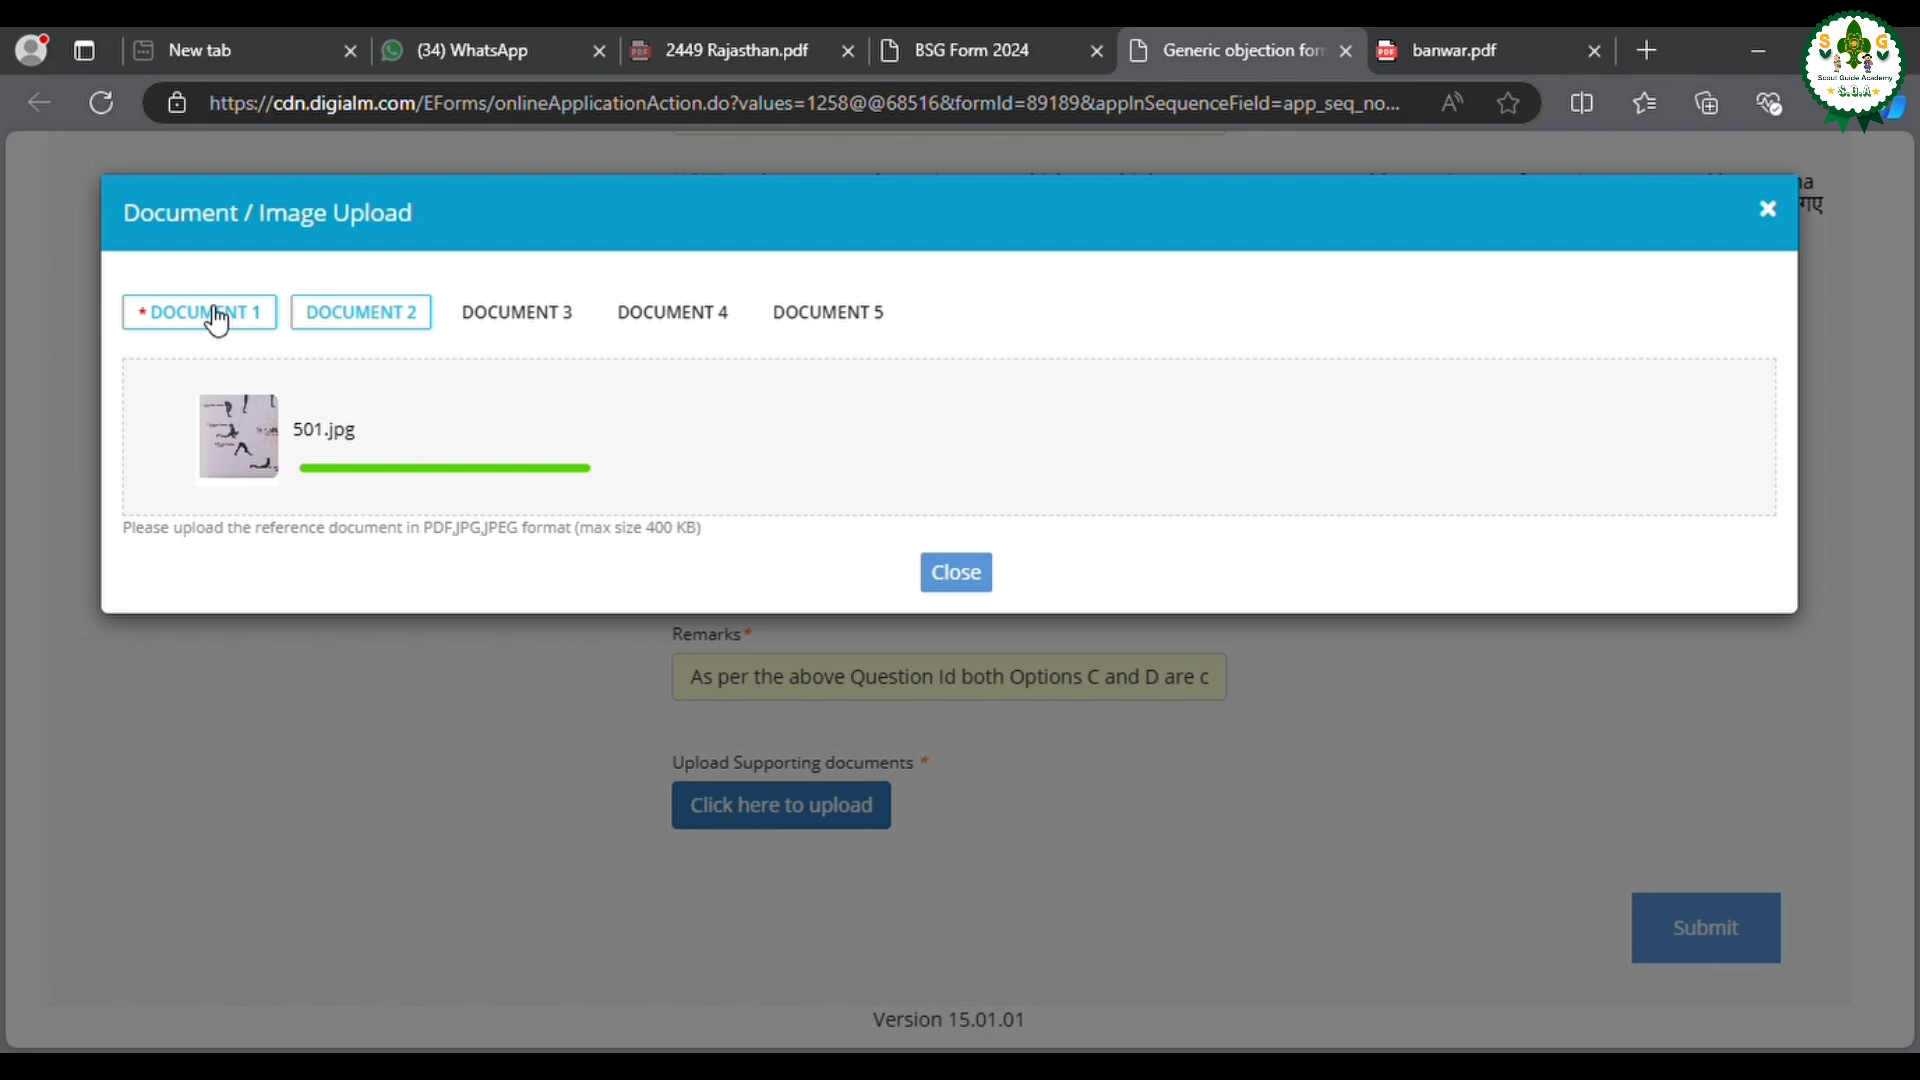 New tab
(34) WhatsApp
2449 Rajasthan.pdf
BSG Form 2024
Generic objection for
banwar.pdf
https://cdn.digialm.com/EForms/onlineApplicationAction.do?values=1258@@68516&formId=89189&appInSequenceField=app_seq_no...
S G
Scout Guide Academy
S.G.A
Document / Image Upload
* DOCUMENT 1 DOCUMENT 2 DOCUMENT 3 DOCUMENT 4 DOCUMENT 5
501.jpg
Please upload the reference document in PDF,JPG,JPEG format (max size 400 KB)
Close
Remarks *
As per the above Question Id both Options C and D are c
Upload Supporting documents *
Click here to upload
Submit
Version 15.01.01